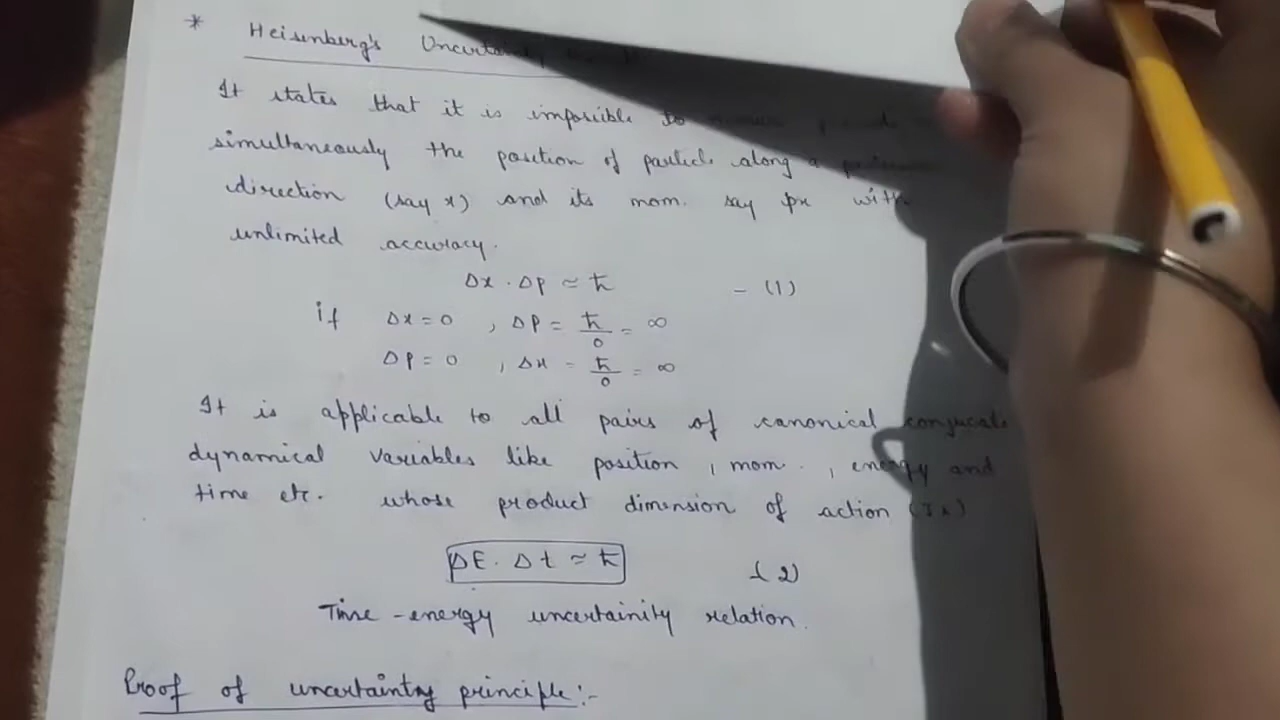 * Heisenberg's Uncertainty
It states that it is impossible to
simultaneously the position of particle along a
direction (say x) and its mom. say px with
unlimited accuracy.
Δx . Δp ≈ ħ - (1)
if Δx = 0 , Δp = ħ/0 = ∞
Δp = 0 , Δx = ħ/0 = ∞
It is applicable to all pairs of canonical conjugate
dynamical variables like position , mom. , energy and
time etc. whose product dimension of action (Js)
ΔE . Δt ≈ ħ -(2)
Time - energy uncertainity relation.
Proof of uncertainty principle :-